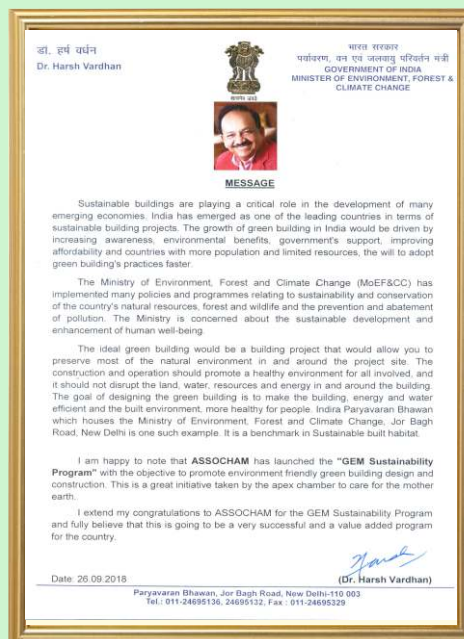 डॉ. हर्ष वर्धन
Dr. Harsh Vardhan
सत्यमेव जयते
भारत सरकार
पर्यावरण, वन एवं जलवायु परिवर्तन मंत्री
GOVERNMENT OF INDIA
MINISTER OF ENVIRONMENT, FOREST &
CLIMATE CHANGE
MESSAGE
Sustainable buildings are playing a critical role in the development of many
emerging economies. India has emerged as one of the leading countries in terms of
sustainable building projects. The growth of green building in India would be driven by
increasing awareness, environmental benefits, government's support, improving
affordability and countries with more population and limited resources, the will to adopt
green building's practices faster.
The Ministry of Environment, Forest and Climate Change (MoEF&CC) has
implemented many policies and programmes relating to sustainability and conservation
of the country's natural resources, forest and wildlife and the prevention and abatement
of pollution. The Ministry is concerned about the sustainable development and
enhancement of human well-being.
The ideal green building would be a building project that would allow you to
preserve most of the natural environment in and around the project site. The
construction and operation should promote a healthy environment for all involved, and
it should not disrupt the land, water, resources and energy in and around the building.
The goal of designing the green building is to make the building, energy and water
efficient and the built environment, more healthy for people. Indira Paryavaran Bhawan
which houses the Ministry of Environment, Forest and Climate Change, Jor Bagh
Road, New Delhi is one such example. It is a benchmark in Sustainable built habitat.
I am happy to note that ASSOCHAM has launched the "GEM Sustainability
Program" with the objective to promote environment friendly green building design and
construction. This is a great initiative taken by the apex chamber to care for the mother
earth.
I extend my congratulations to ASSOCHAM for the GEM Sustainability Program
and fully believe that this is going to be a very successful and a value added program
for the country.
Date: 26.09.2018
(Dr. Harsh Vardhan)
Paryavaran Bhawan, Jor Bagh Road, New Delhi-110 003
Tel.: 011-24695136, 24695132, Fax : 011-24695329